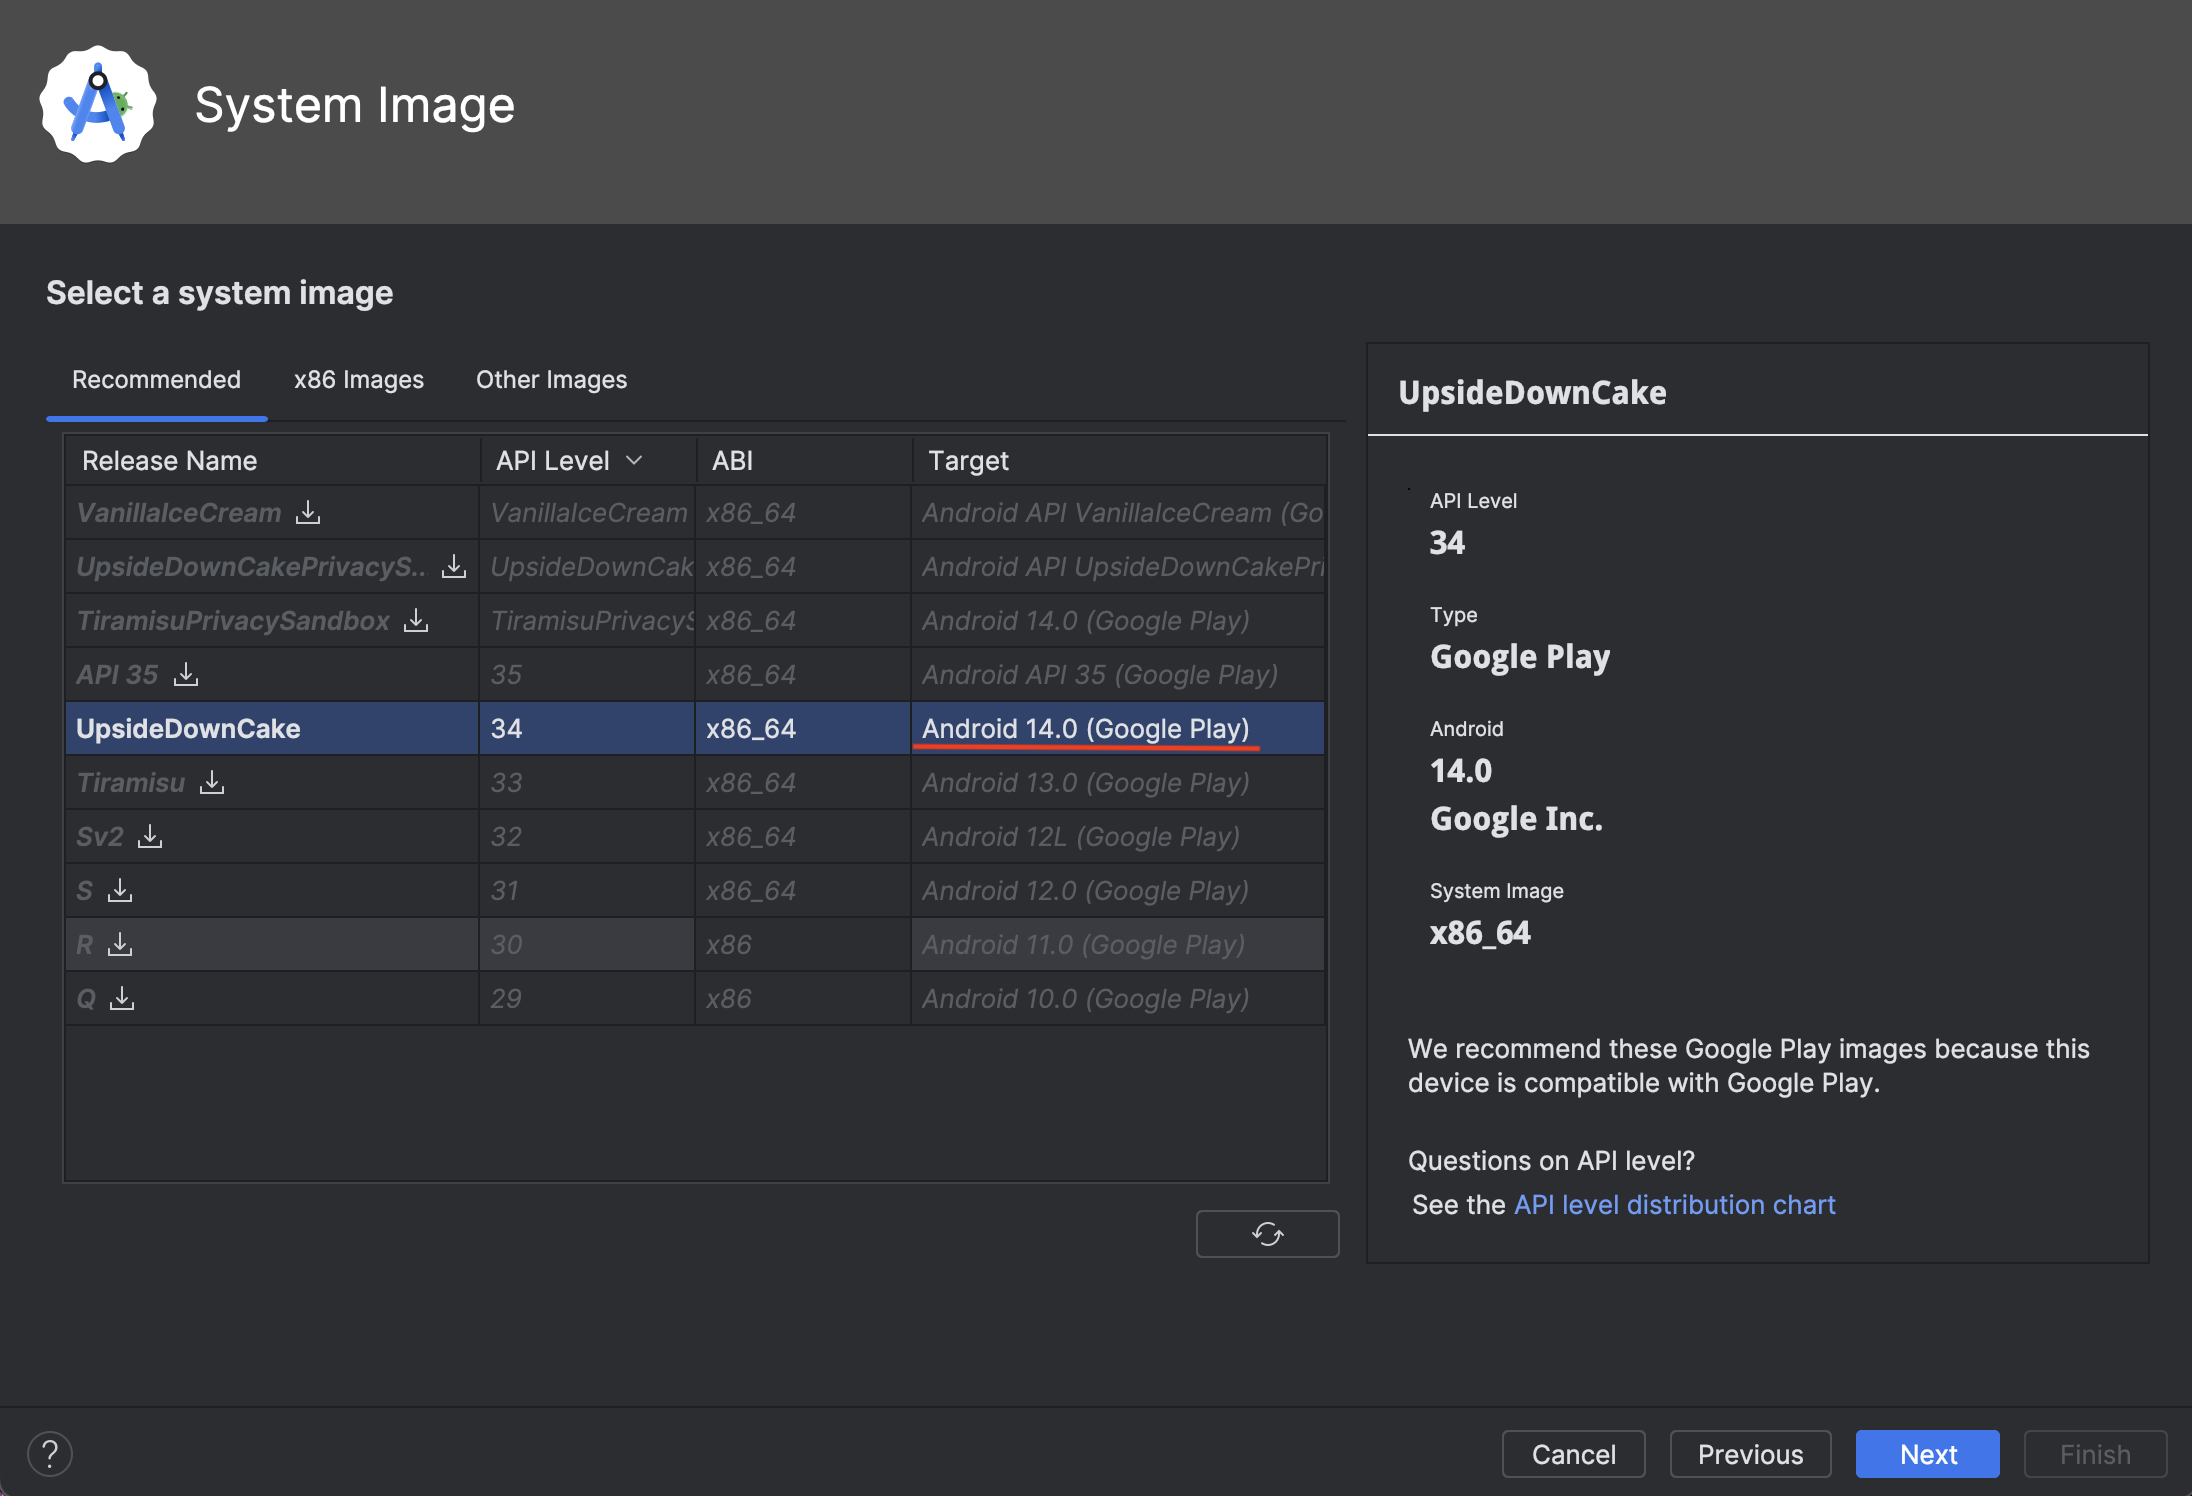 System Image
Select a system image
Recommended x86 Images Other Images
Release Name API Level ABI Target
VanillaIceCream VanillaIceCream x86_64 Android API VanillaIceCream (Go
UpsideDownCakePrivacyS... UpsideDownCak x86_64 Android API UpsideDownCakePri
TiramisuPrivacySandbox TiramisuPrivacyS x86_64 Android 14.0 (Google Play)
API 35 35 x86_64 Android API 35 (Google Play)
UpsideDownCake 34 x86_64 Android 14.0 (Google Play)
Tiramisu 33 x86_64 Android 13.0 (Google Play)
Sv2 32 x86_64 Android 12L (Google Play)
S 31 x86_64 Android 12.0 (Google Play)
R 30 x86 Android 11.0 (Google Play)
Q 29 x86 Android 10.0 (Google Play)
UpsideDownCake
API Level
34
Type
Google Play
Android
14.0
Google Inc.
System Image
x86_64
We recommend these Google Play images because this
device is compatible with Google Play.
Questions on API level?
See the API level distribution chart
? Cancel Previous Next Finish